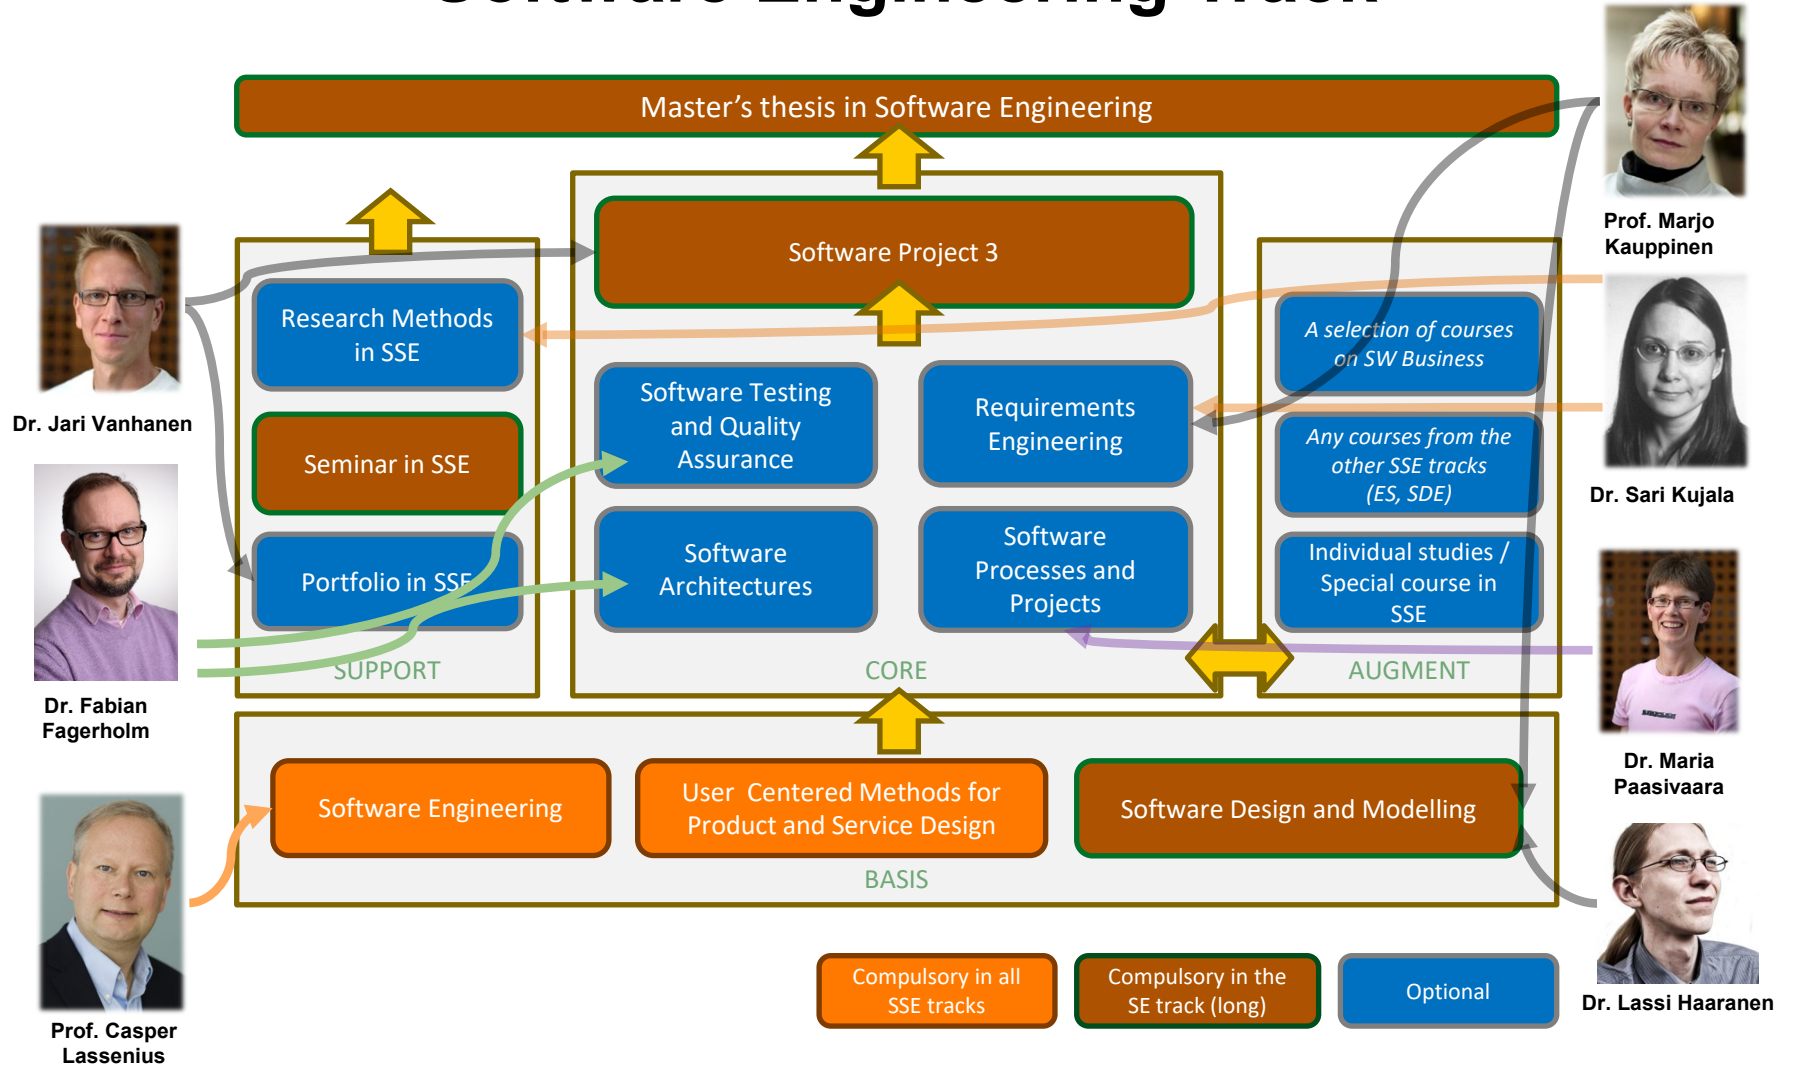 Software Engineering Track
Master's thesis in Software Engineering
Software Project 3
Prof. Marjo
Kauppinen
Research Methods
in SSE
A selection of courses
on SW Business
Software Testing
and Quality
Assurance
Requirements
Engineering
Dr. Jari Vanhanen
Seminar in SSE
Any courses from the
other SSE tracks
(ES, SDE)
Dr. Sari Kujala
Portfolio in SSE
Software
Architectures
Software
Processes and
Projects
Individual studies /
Special course in
SSE
SUPPORT
CORE
AUGMENT
Dr. Fabian
Fagerholm
Dr. Maria
Paasivaara
Software Engineering
User  Centered Methods for
Product and Service Design
Software Design and Modelling
BASIS
Compulsory in all
SSE tracks
Compulsory in the
SE track (long)
Optional
Dr. Lassi Haaranen
Prof. Casper
Lassenius